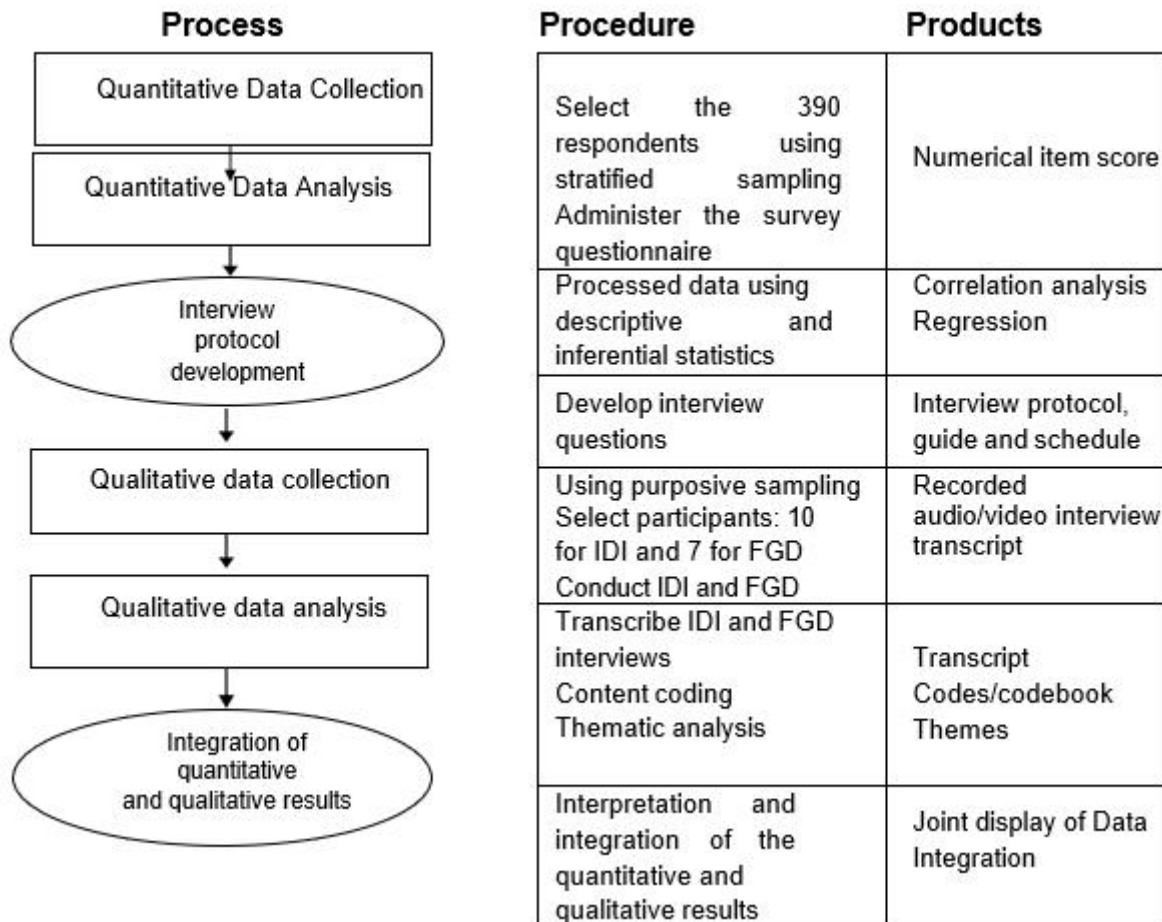 Process
Quantitative Data Collection
Quantitative Data Analysis
Interview
protocol
development
Qualitative data collection
Qualitative data analysis
Integration of
quantitative
and qualitative results
Procedure
Products
Select the 390
respondents using
stratified sampling
Administer the survey
questionnaire
Numerical item score
Processed data using
descriptive and
inferential statistics
Correlation analysis
Regression
Develop interview
questions
Interview protocol,
guide and schedule
Using purposive sampling
Select participants: 10
for IDI and 7 for FGD
Conduct IDI and FGD
Recorded
audio/video interview
transcript
Transcribe IDI and FGD
interviews
Content coding
Thematic analysis
Transcript
Codes/codebook
Themes
Interpretation and
integration of the
quantitative and
qualitative results
Joint display of Data
Integration